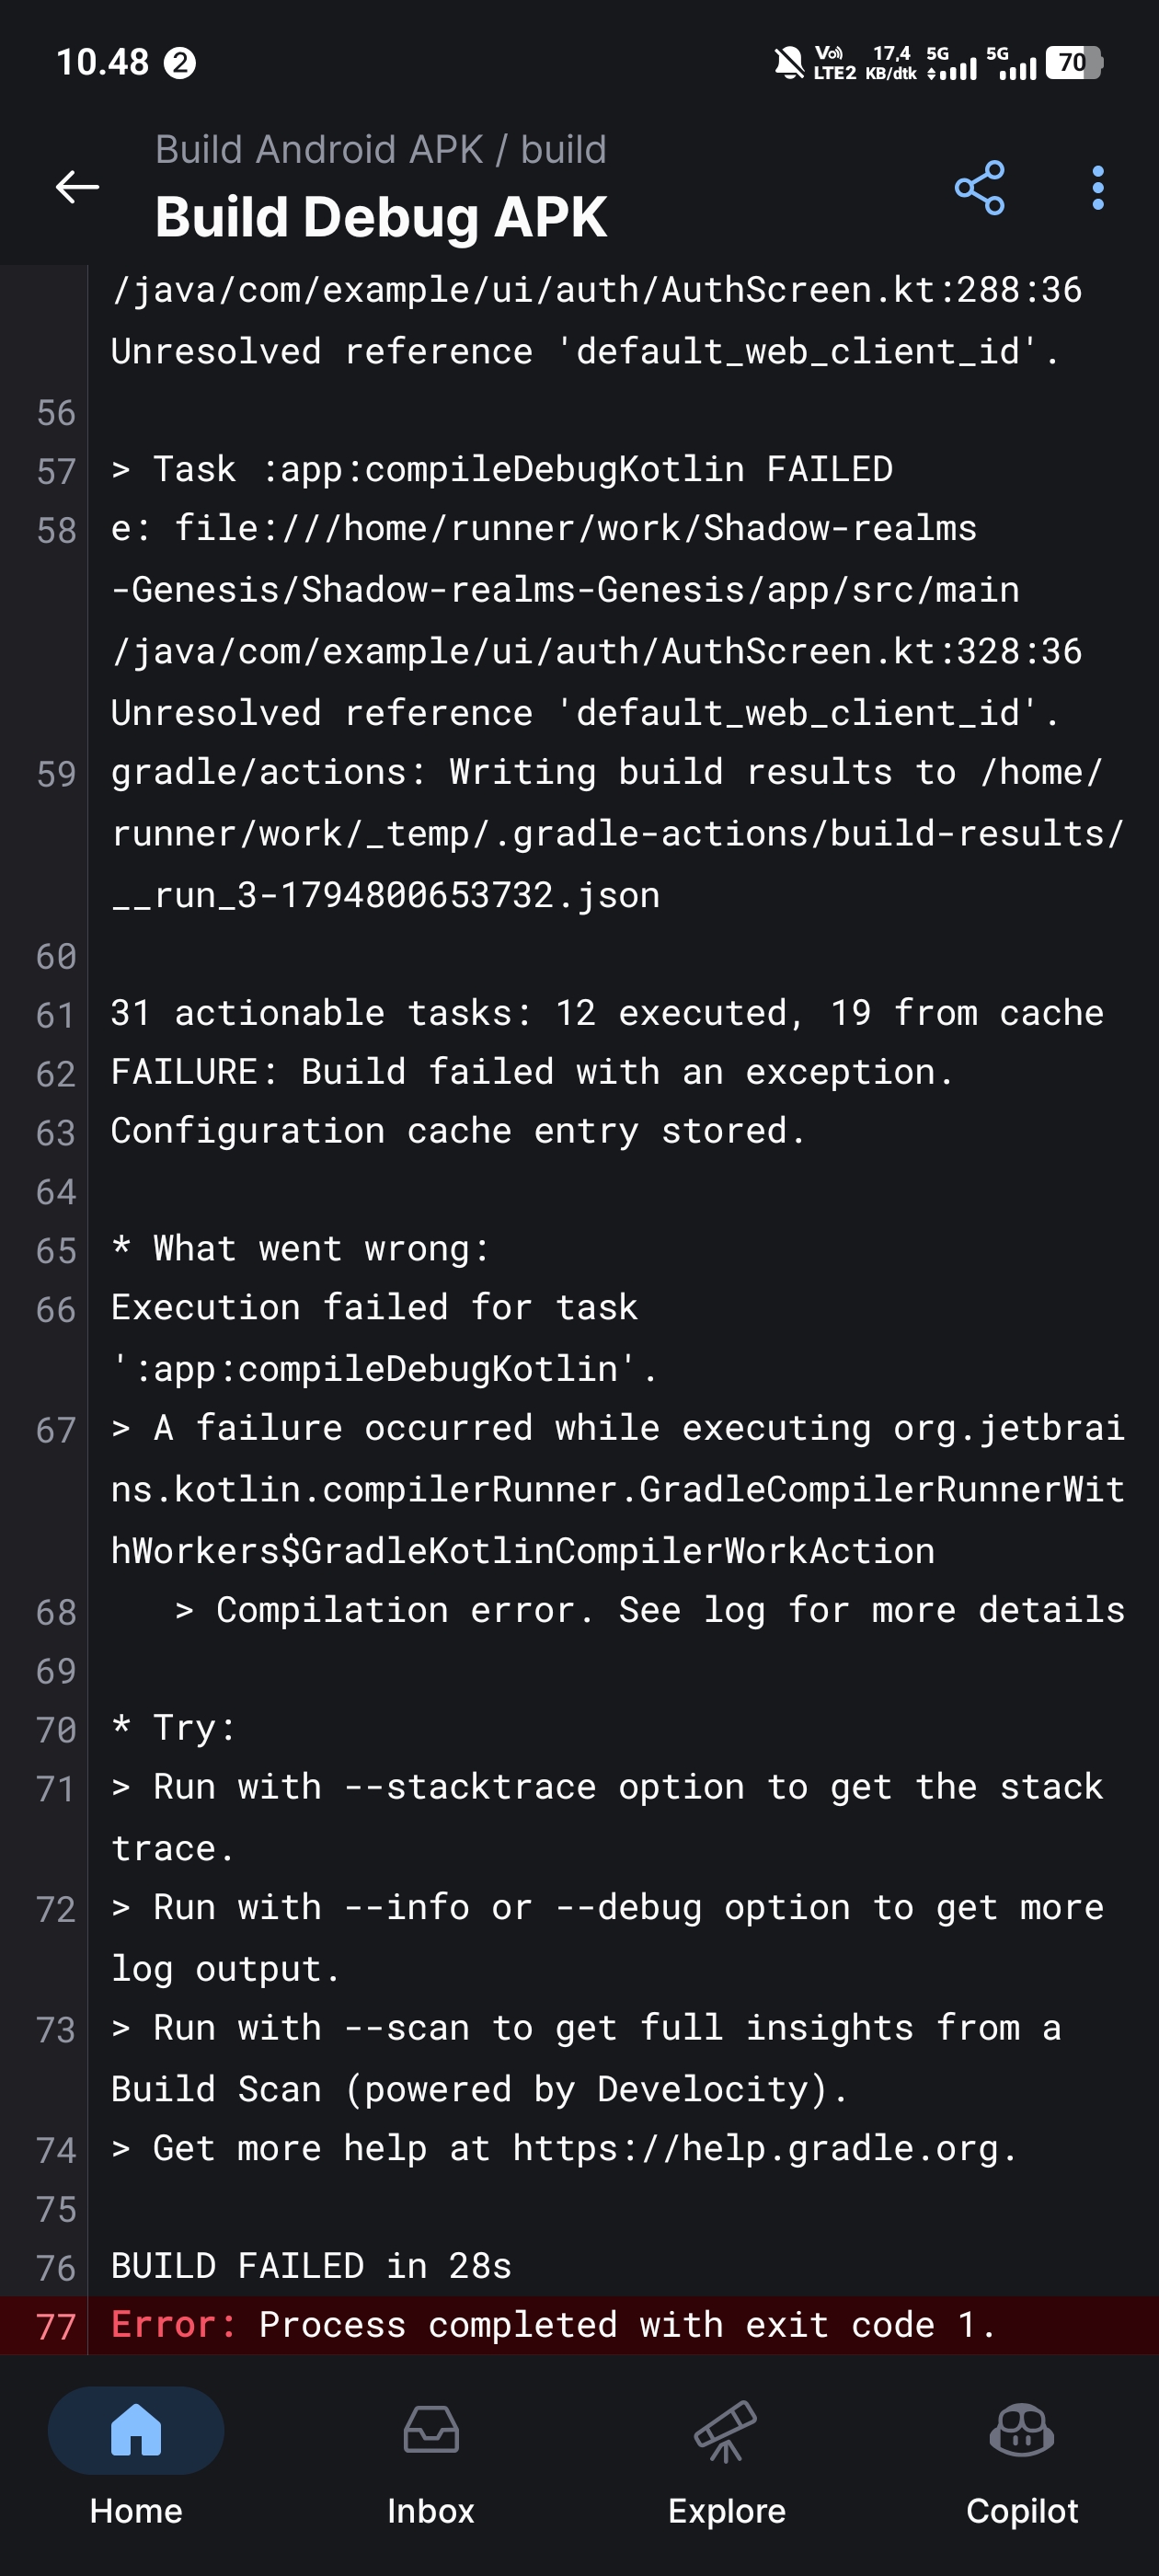 10.48 2
Vo)) LTE2 17,4 KB/dtk 5G 5G 70
Build Android APK / build
Build Debug APK
/java/com/example/ui/auth/AuthScreen.kt:288:36
Unresolved reference 'default_web_client_id'.
56
57 > Task :app:compileDebugKotlin FAILED
58 e: file:///home/runner/work/Shadow-realms
-Genesis/Shadow-realms-Genesis/app/src/main
/java/com/example/ui/auth/AuthScreen.kt:328:36
Unresolved reference 'default_web_client_id'.
59 gradle/actions: Writing build results to /home/
runner/work/_temp/.gradle-actions/build-results/
__run_3-1794800653732.json
60
61 31 actionable tasks: 12 executed, 19 from cache
62 FAILURE: Build failed with an exception.
63 Configuration cache entry stored.
64
65 * What went wrong:
66 Execution failed for task
':app:compileDebugKotlin'.
67 > A failure occurred while executing org.jetbrai
ns.kotlin.compilerRunner.GradleCompilerRunnerWit
hWorkers$GradleKotlinCompilerWorkAction
68 > Compilation error. See log for more details
69
70 * Try:
71 > Run with --stacktrace option to get the stack
trace.
72 > Run with --info or --debug option to get more
log output.
73 > Run with --scan to get full insights from a
Build Scan (powered by Develocity).
74 > Get more help at https://help.gradle.org.
75
76 BUILD FAILED in 28s
77 Error: Process completed with exit code 1.
Home Inbox Explore Copilot